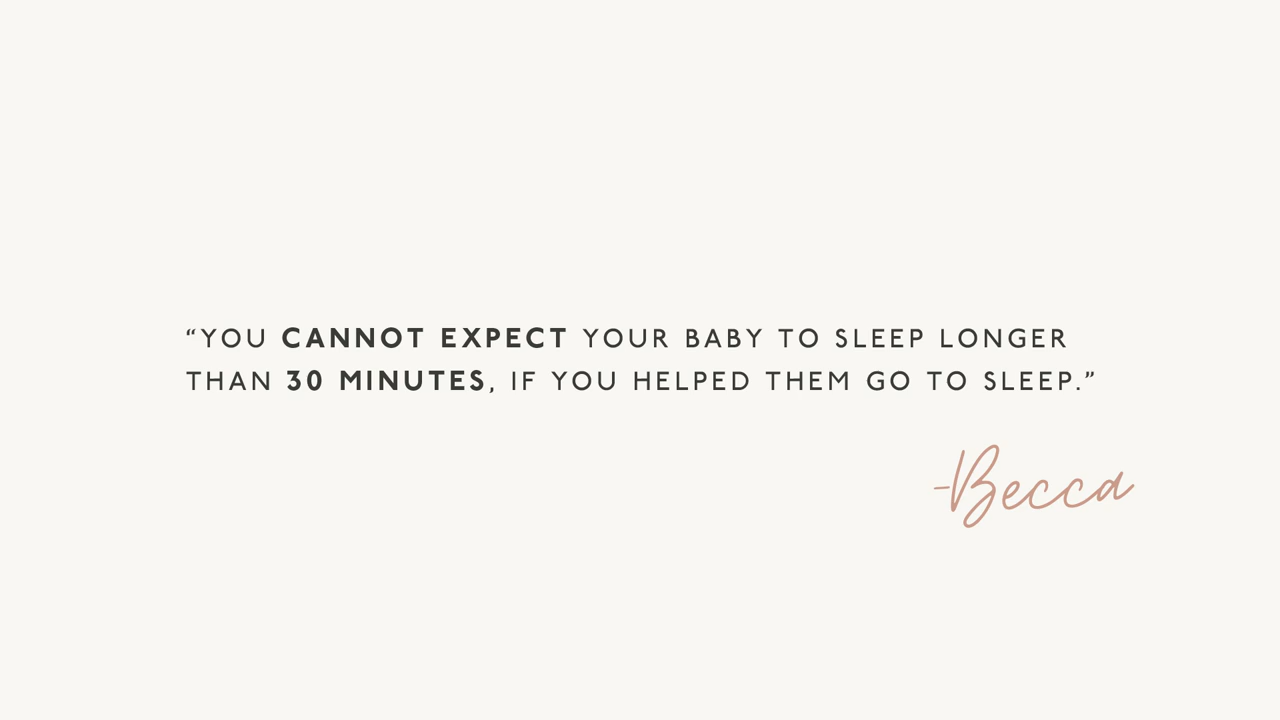 “YOU CANNOT EXPECT YOUR BABY TO SLEEP LONGER
THAN 30 MINUTES, IF YOU HELPED THEM GO TO SLEEP.”
-Becca